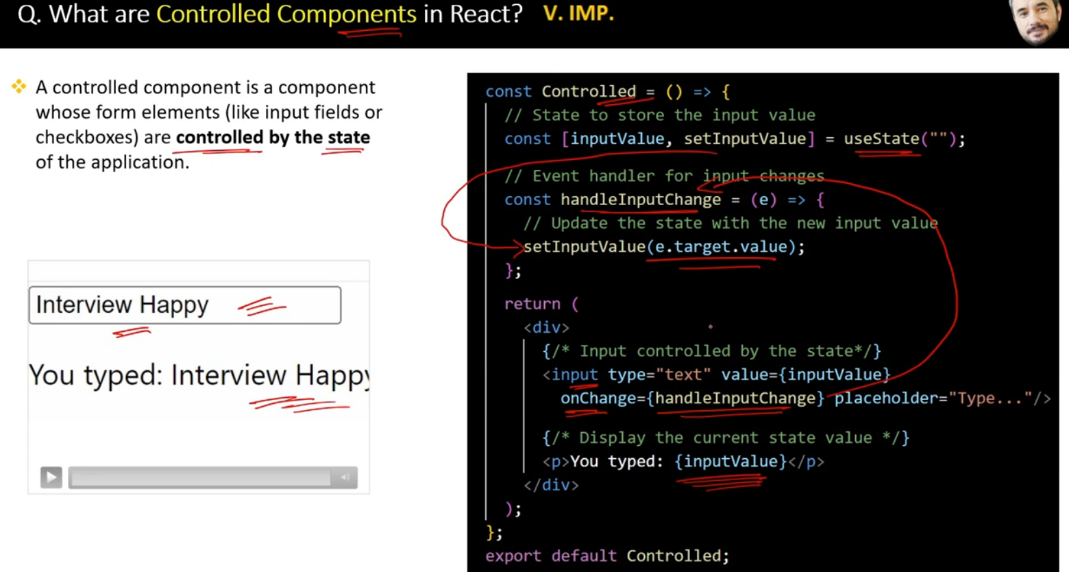 Q. What are Controlled Components in React? V. IMP.
A controlled component is a component
whose form elements (like input fields or
checkboxes) are controlled by the state
of the application.
Interview Happy
You typed: Interview Happy
const Controlled = () => {
// State to store the input value
const [inputValue, setInputValue] = useState("");
// Event handler for input changes
const handleInputChange = (e) => {
// Update the state with the new input value
setInputValue(e.target.value);
};
return (
<div>
{/* Input controlled by the state*/}
<input type="text" value={inputValue}
onChange={handleInputChange} placeholder="Type..."/>
{/* Display the current state value */}
<p>You typed: {inputValue}</p>
</div>
);
};
export default Controlled;